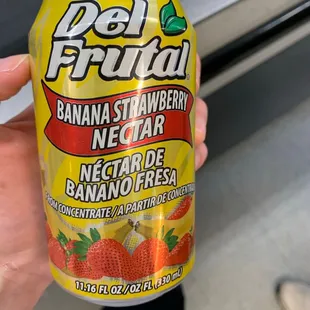 Del
Frutal
BANANA STRAWBERRY
NECTAR
NÉCTAR DE
BANANO FRESA
FROM CONCENTRATE/A PARTIR DE CONCENTRADO
11.16 FL OZ/OZ FL (330 mL)